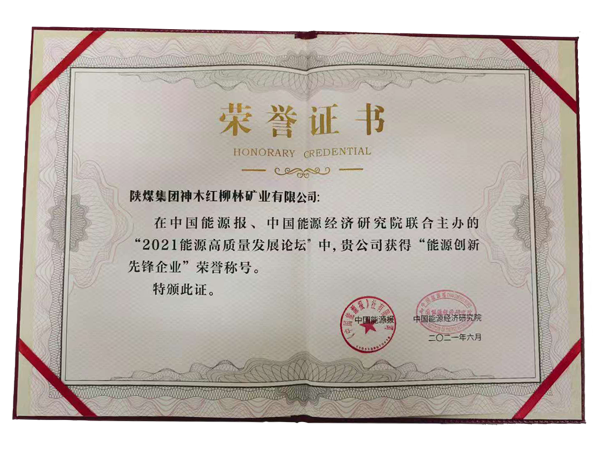 荣誉证书
HONORARY CREDENTIAL
陕煤集团神木红柳林矿业有限公司:
在中国能源报、中国能源经济研究院联合主办的
“2021能源高质量发展论坛”中,贵公司获得“能源创新
先锋企业”荣誉称号。
特颁此证。
中国能源报 中国能源经济研究院
二〇二一年六月